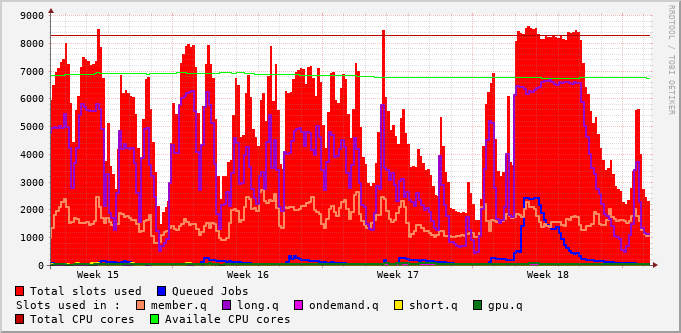 9000
8000
7000
6000
5000
4000
3000
2000
1000
0
Week 15 Week 16 Week 17 Week 18
RRDTOOL / TOBI OETIKER
Total slots used Queued Jobs
Slots used in : member.q long.q ondemand.q short.q gpu.q
Total CPU cores Availale CPU cores